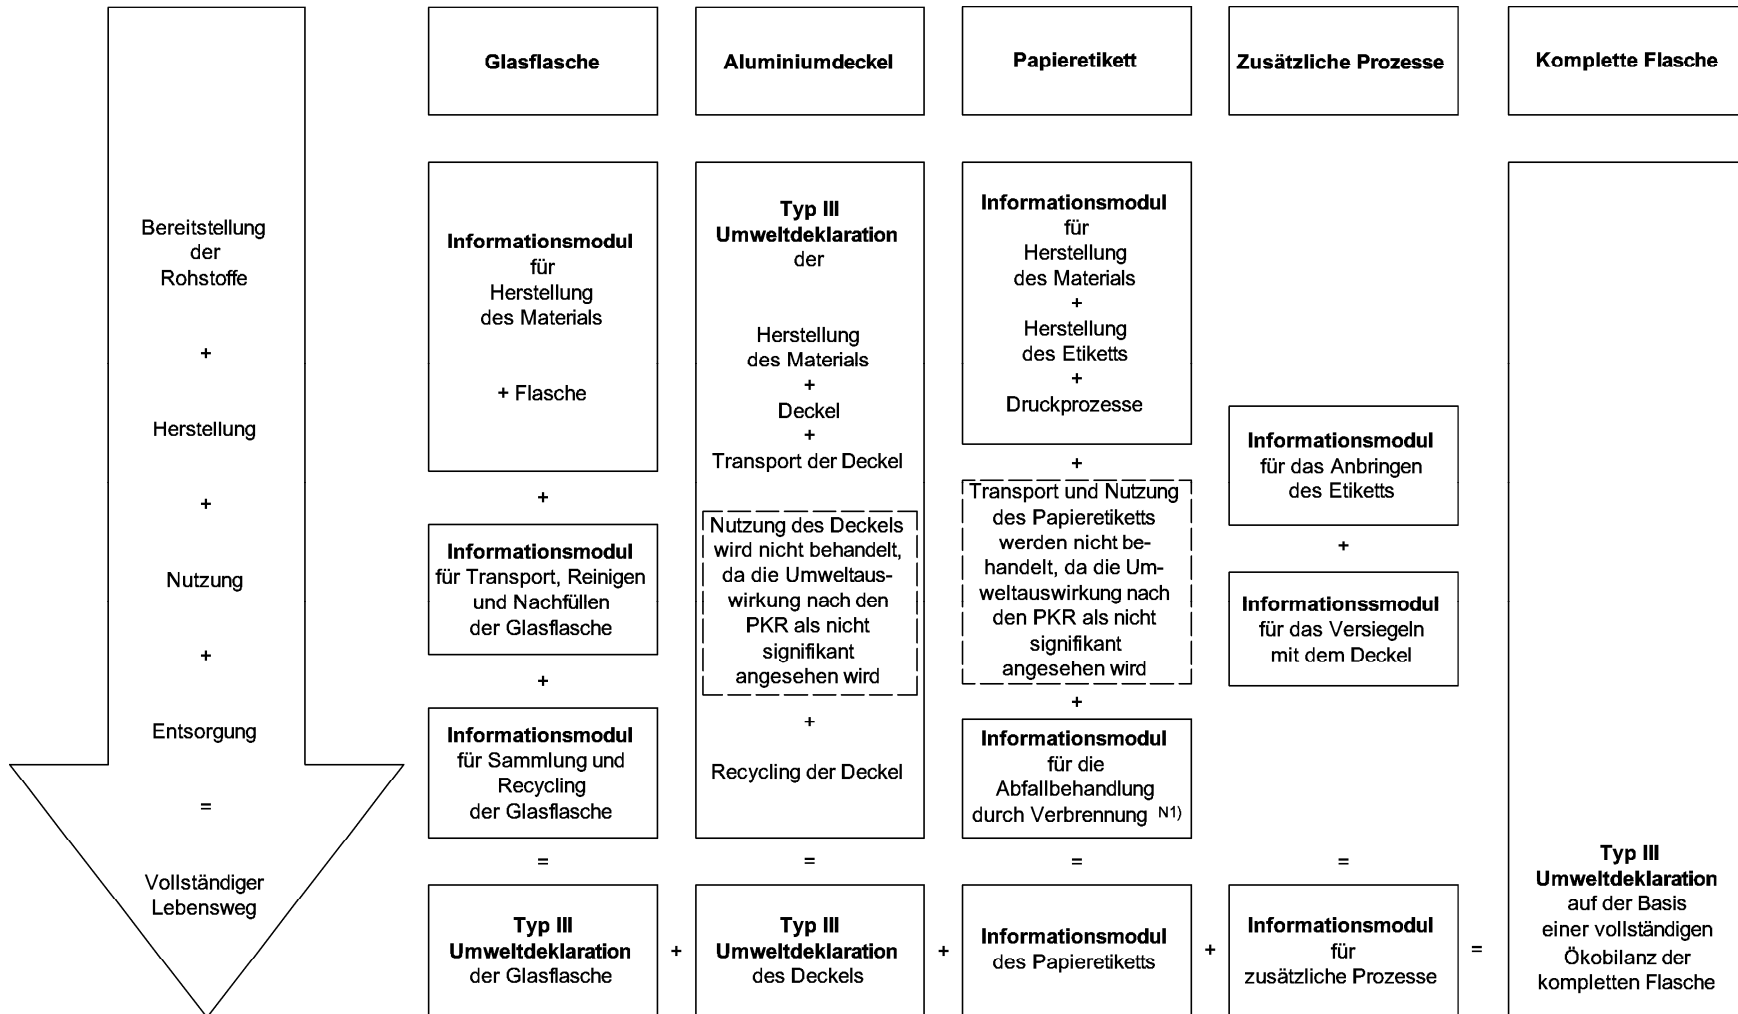 Glasflasche
Aluminiumdeckel
Papieretikett
Zusätzliche Prozesse
Komplette Flasche
Bereitstellung
der
Rohstoffe
+
Herstellung
+
Nutzung
+
Entsorgung
=
Vollständiger
Lebensweg
Informationsmodul
für
Herstellung
des Materials
+ Flasche
+
Informationsmodul
für Transport, Reinigen
und Nachfüllen
der Glasflasche
+
Informationsmodul
für Sammlung und
Recycling
der Glasflasche
=
Typ III
Umweltdeklaration
der Glasflasche
+
Typ III
Umweltdeklaration
der
Herstellung
des Materials
+
Deckel
+
Transport der Deckel
Nutzung des Deckels
wird nicht behandelt,
da die Umweltaus-
wirkung nach den
PKR als nicht
signifikant
angesehen wird
+
Recycling der Deckel
=
Typ III
Umweltdeklaration
des Deckels
+
Informationsmodul
für
Herstellung
des Materials
+
Herstellung
des Etiketts
+
Druckprozesse
+
Transport und Nutzung
des Papieretiketts
werden nicht be-
handelt, da die Um-
weltauswirkung nach
den PKR als nicht
signifikant
angesehen wird
+
Informationsmodul
für die
Abfallbehandlung
durch Verbrennung N1)
=
Informationsmodul
des Papieretiketts
+
Informationsmodul
für das Anbringen
des Etiketts
+
Informationssmodul
für das Versiegeln
mit dem Deckel
=
Informationsmodul
für
zusätzliche Prozesse
=
Typ III
Umweltdeklaration
auf der Basis
einer vollständigen
Ökobilanz der
kompletten Flasche